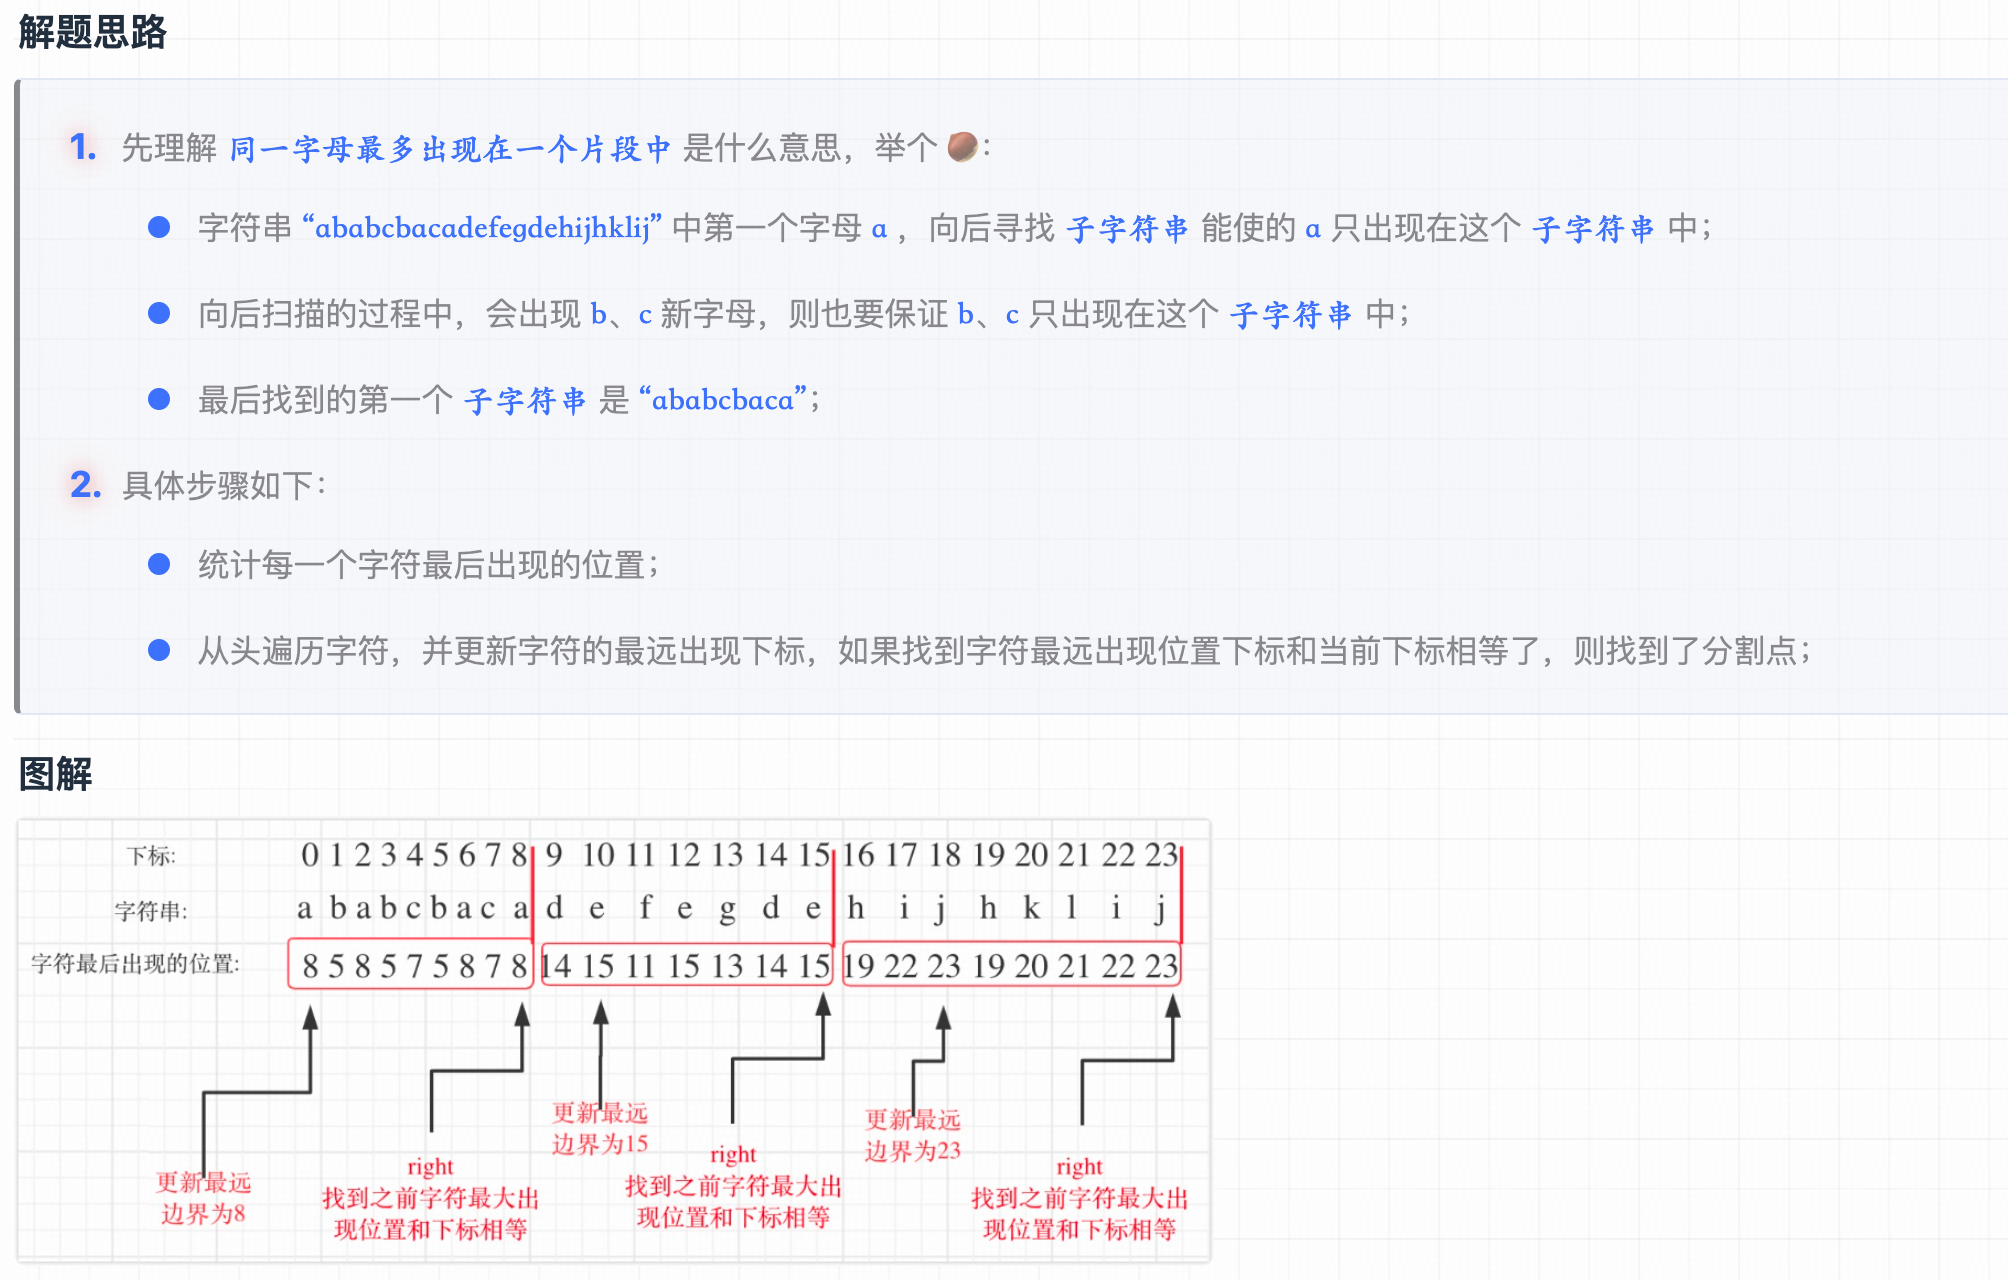 解题思路
1. 先理解 同一字母最多出现在一个片段中 是什么意思，举个🌰：
字符串 “ababcbacadefegdehijhklij” 中第一个字母 a ，向后寻找 子字符串 能使的 a 只出现在这个 子字符串 中；
向后扫描的过程中，会出现 b、c 新字母，则也要保证 b、c 只出现在这个 子字符串 中；
最后找到的第一个 子字符串 是 “ababcbaca”；
2. 具体步骤如下：
统计每一个字符最后出现的位置；
从头遍历字符，并更新字符的最远出现下标，如果找到字符最远出现位置下标和当前下标相等了，则找到了分割点；
图解
下标: 0 1 2 3 4 5 6 7 8 9 10 11 12 13 14 15 16 17 18 19 20 21 22 23
字符串: a b a b c b a c a d e f e g d e h i j h k l i j
字符最后出现的位置: 8 5 8 5 7 5 8 7 8 14 15 11 15 13 14 15 19 22 23 19 20 21 22 23
更新最远
边界为8
right
找到之前字符最大出
现位置和下标相等
更新最远
边界为15
right
找到之前字符最大出
现位置和下标相等
更新最远
边界为23
right
找到之前字符最大出
现位置和下标相等